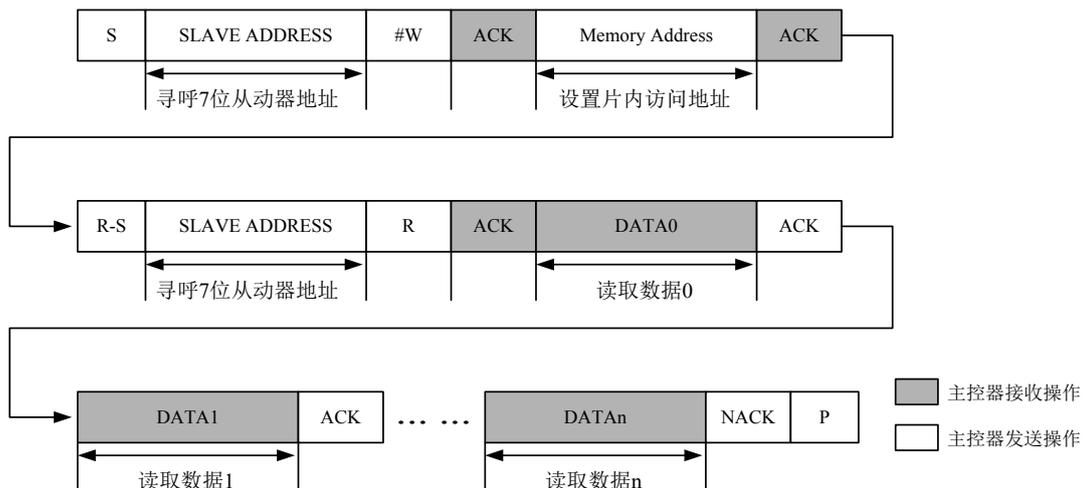 S SLAVE ADDRESS #W ACK Memory Address ACK
寻呼7位从动器地址 设置片内访问地址
R-S SLAVE ADDRESS R ACK DATA0 ACK
寻呼7位从动器地址 读取数据0
主控器接收操作
DATA1 ACK ... ... DATAn NACK P
主控器发送操作
读取数据1 读取数据n